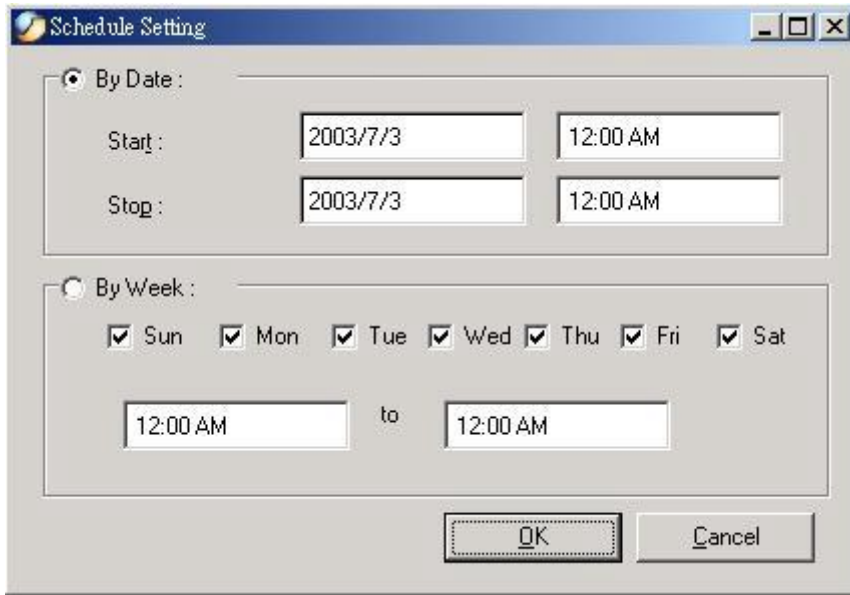 Schedule Setting
By Date :
Start : 2003/7/3 12:00 AM
Stop : 2003/7/3 12:00 AM
By Week :
Sun Mon Tue Wed Thu Fri Sat
12:00 AM to 12:00 AM
OK Cancel